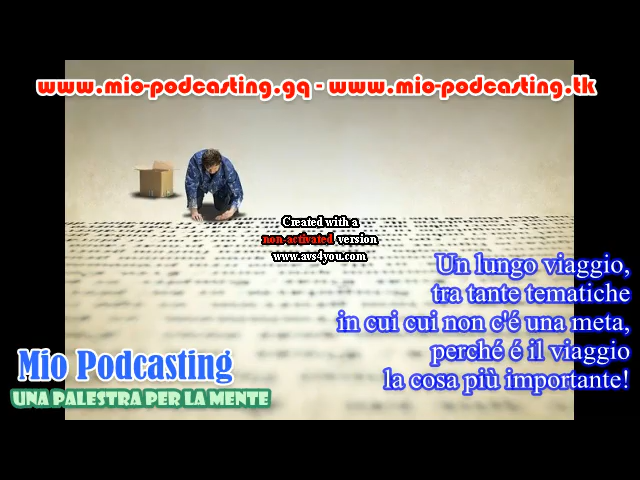 www.mio-podcasting.gq - www.mio-podcasting.tk
Created with a
non-activated version
www.avs4you.com
Un lungo viaggio,
tra tante tematiche
in cui cui non c'é una meta,
perché é il viaggio
la cosa più importante!
Mio Podcasting
UNA PALESTRA PER LA MENTE